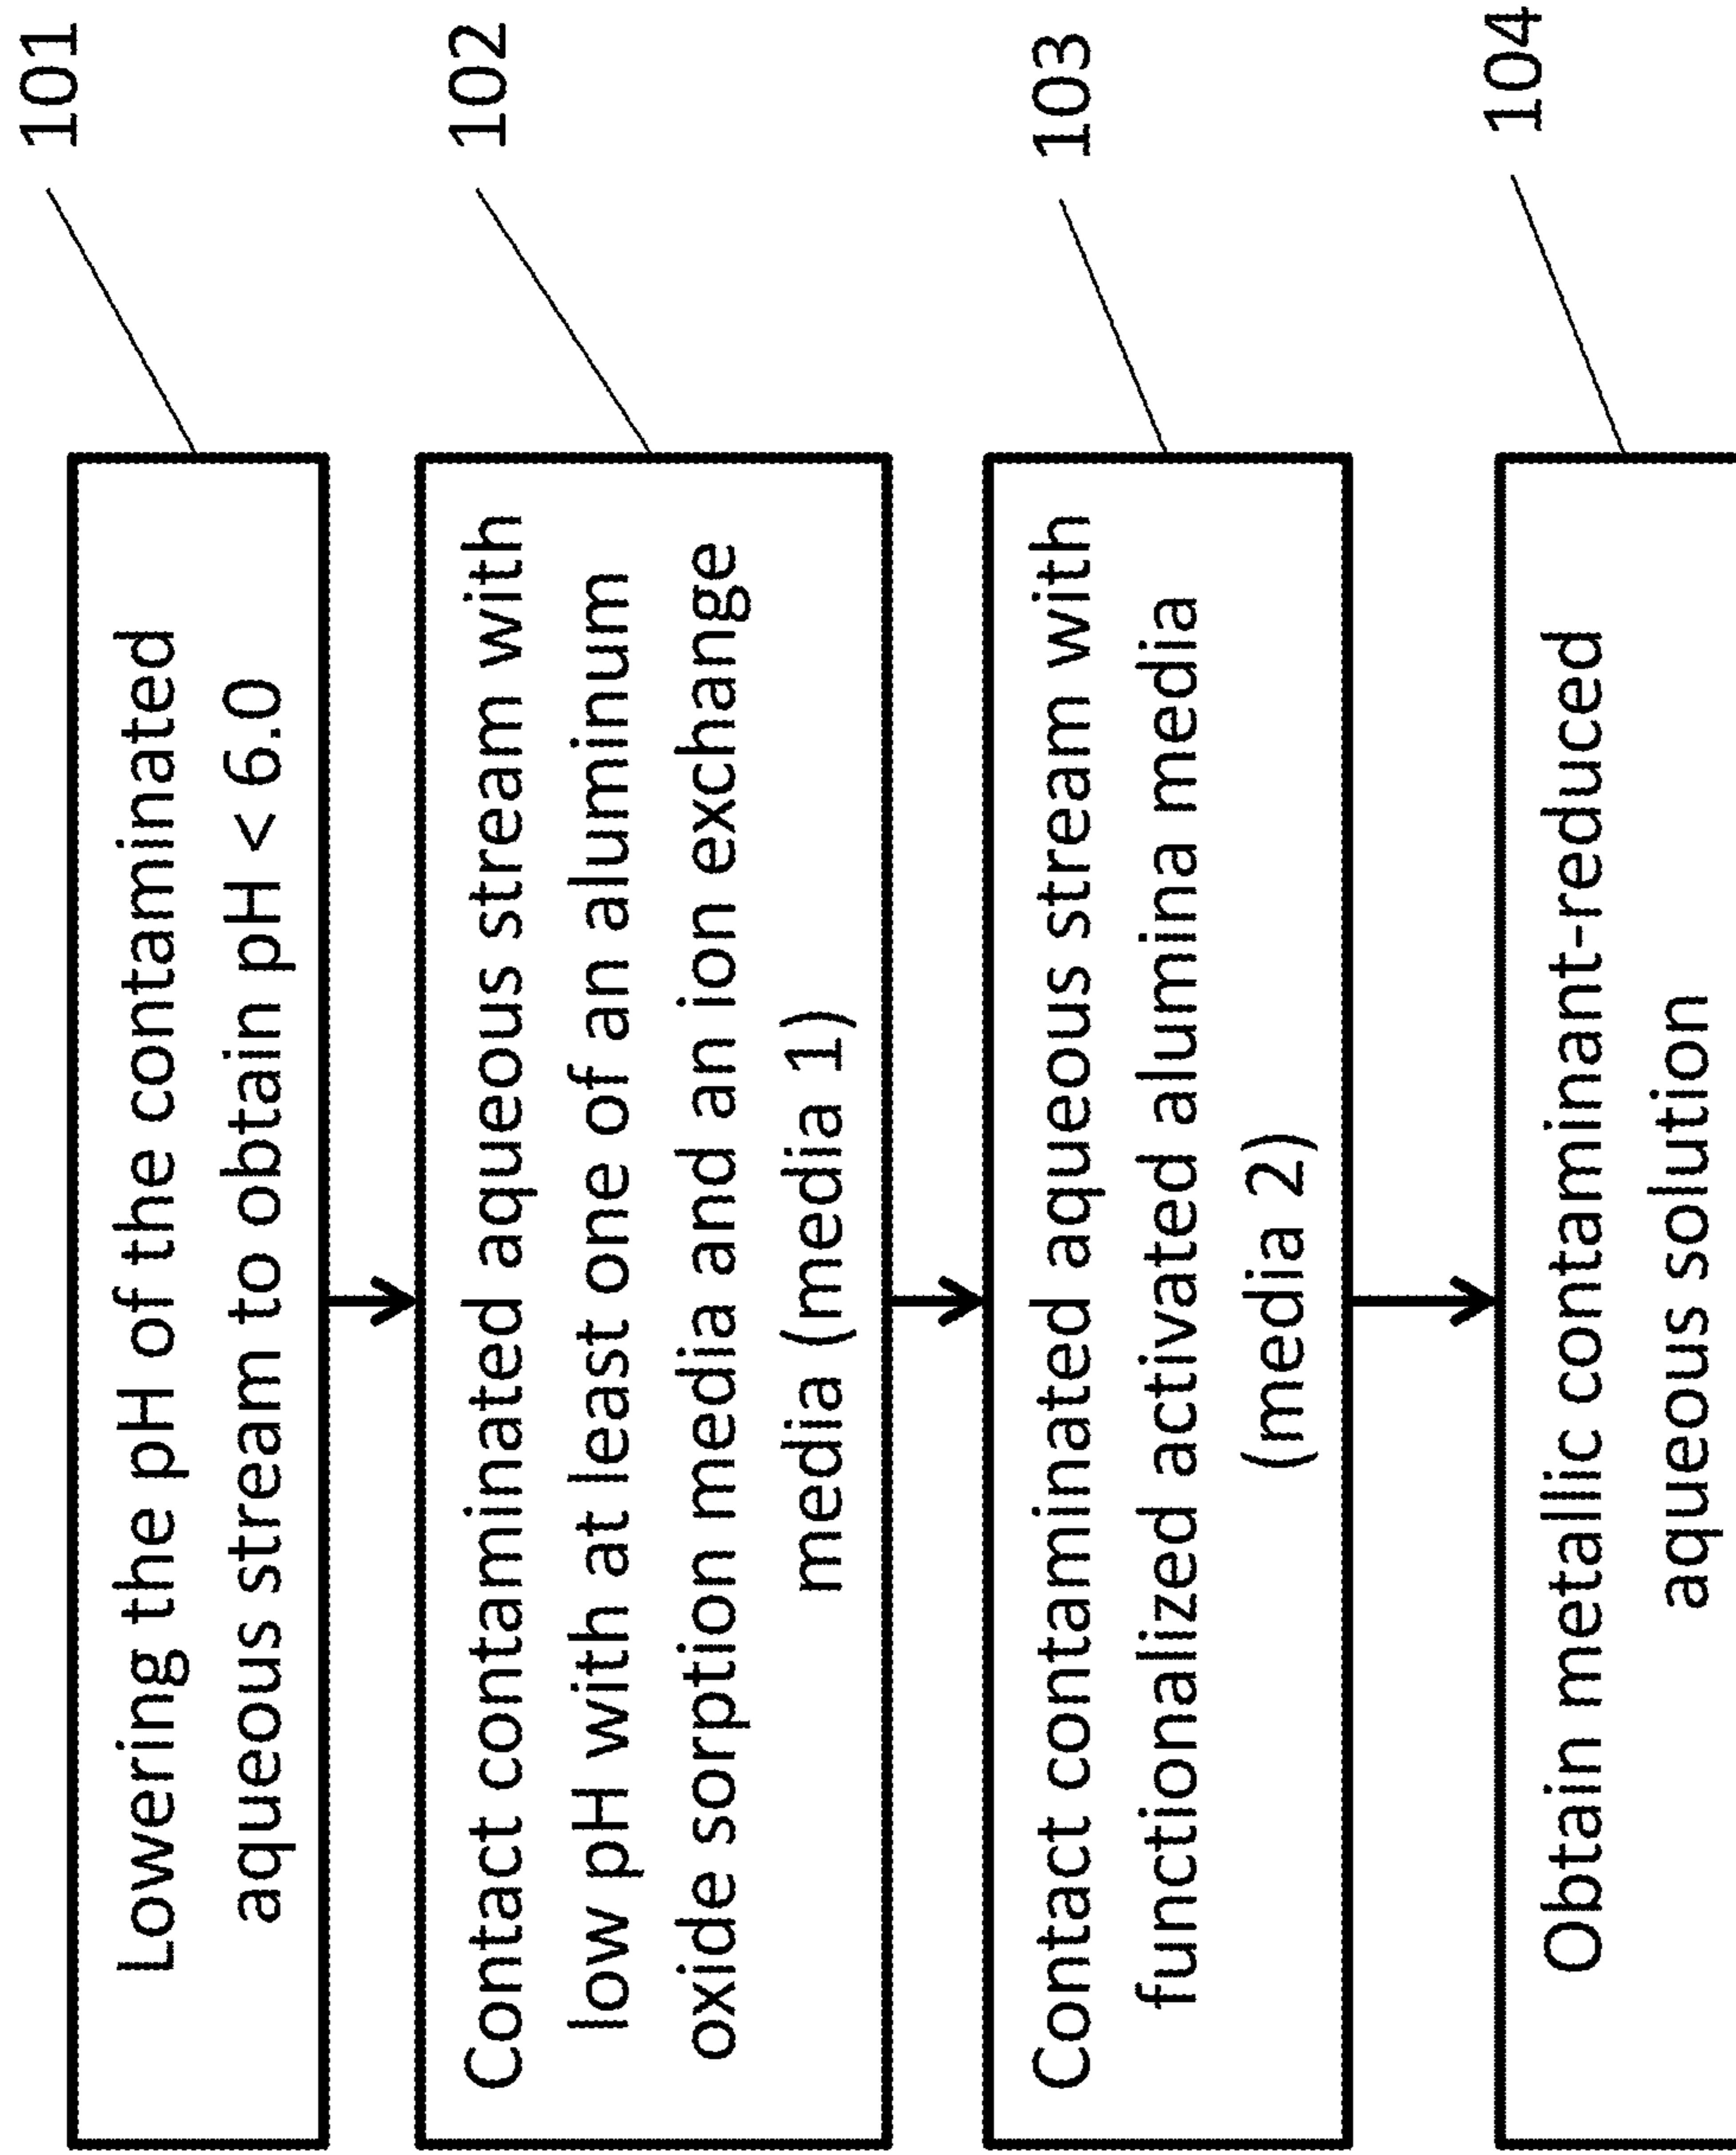 Lowering the pH of the contaminated
aqueous stream to obtain pH < 6.0
101
Contact contaminated aqueous stream with
low pH with at least one of an aluminum
oxide sorption media and an ion exchange
media (media 1)
102
Contact contaminated aqueous stream with
functionalized activated alumina media
(media 2)
103
Obtain metallic contaminant-reduced
aqueous solution
104